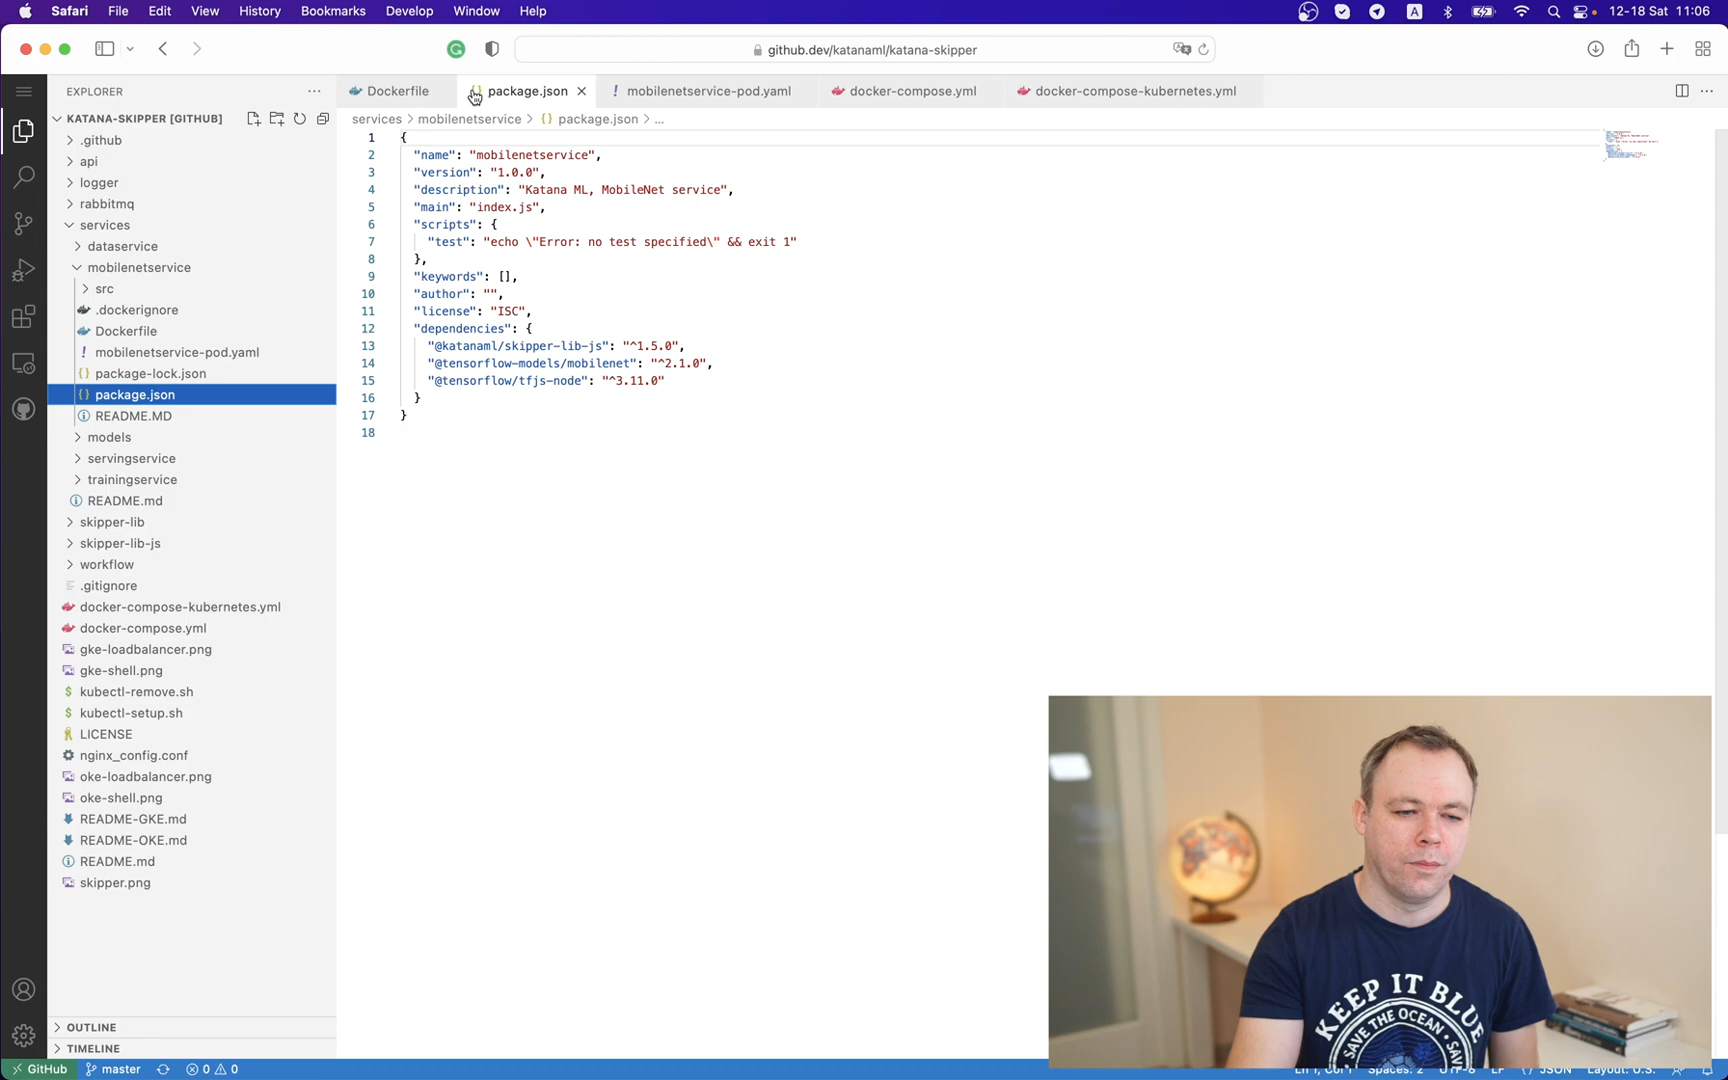 Safari File Edit View History Bookmarks Develop Window Help
A
12-18 Sat 11:06
github.dev/katanaml/katana-skipper
EXPLORER
Dockerfile
package.json
mobilenetservice-pod.yaml
docker-compose.yml
docker-compose-kubernetes.yml
services > mobilenetservice > {} package.json > ...
KATANA-SKIPPER [GITHUB]
.github
api
logger
rabbitmq
services
dataservice
mobilenetservice
src
.dockerignore
Dockerfile
mobilenetservice-pod.yaml
package-lock.json
package.json
README.MD
models
servingservice
trainingservice
README.md
skipper-lib
skipper-lib-js
workflow
.gitignore
docker-compose-kubernetes.yml
docker-compose.yml
gke-loadbalancer.png
gke-shell.png
kubectl-remove.sh
kubectl-setup.sh
LICENSE
nginx_config.conf
oke-loadbalancer.png
oke-shell.png
README-GKE.md
README-OKE.md
README.md
skipper.png
OUTLINE
TIMELINE
1 {
2 "name": "mobilenetservice",
3 "version": "1.0.0",
4 "description": "Katana ML, MobileNet service",
5 "main": "index.js",
6 "scripts": {
7 "test": "echo \"Error: no test specified\" && exit 1"
8 },
9 "keywords": [],
10 "author": "",
11 "license": "ISC",
12 "dependencies": {
13 "@katanaml/skipper-lib-js": "^1.5.0",
14 "@tensorflow-models/mobilenet": "^2.1.0",
15 "@tensorflow/tfjs-node": "^3.11.0"
16 }
17 }
18
KEEP IT BLUE
SAVE THE OCEAN
GitHub master 0 0
Ln 1, Col 1 Spaces: 2 UTF-8 LF {} JSON Layout: U.S.